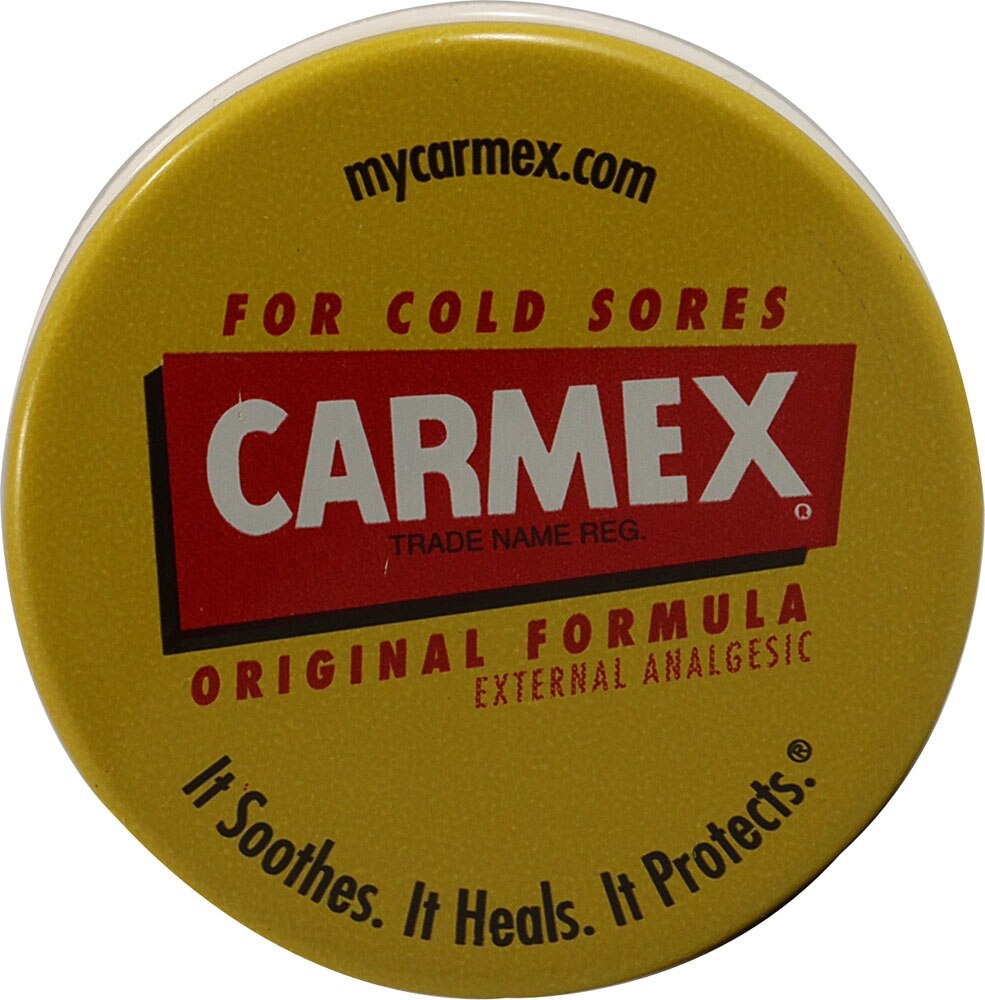 mycarmex.com
FOR COLD SORES
CARMEX®
TRADE NAME REG.
ORIGINAL FORMULA
EXTERNAL ANALGESIC
It Soothes. It Heals. It Protects.®